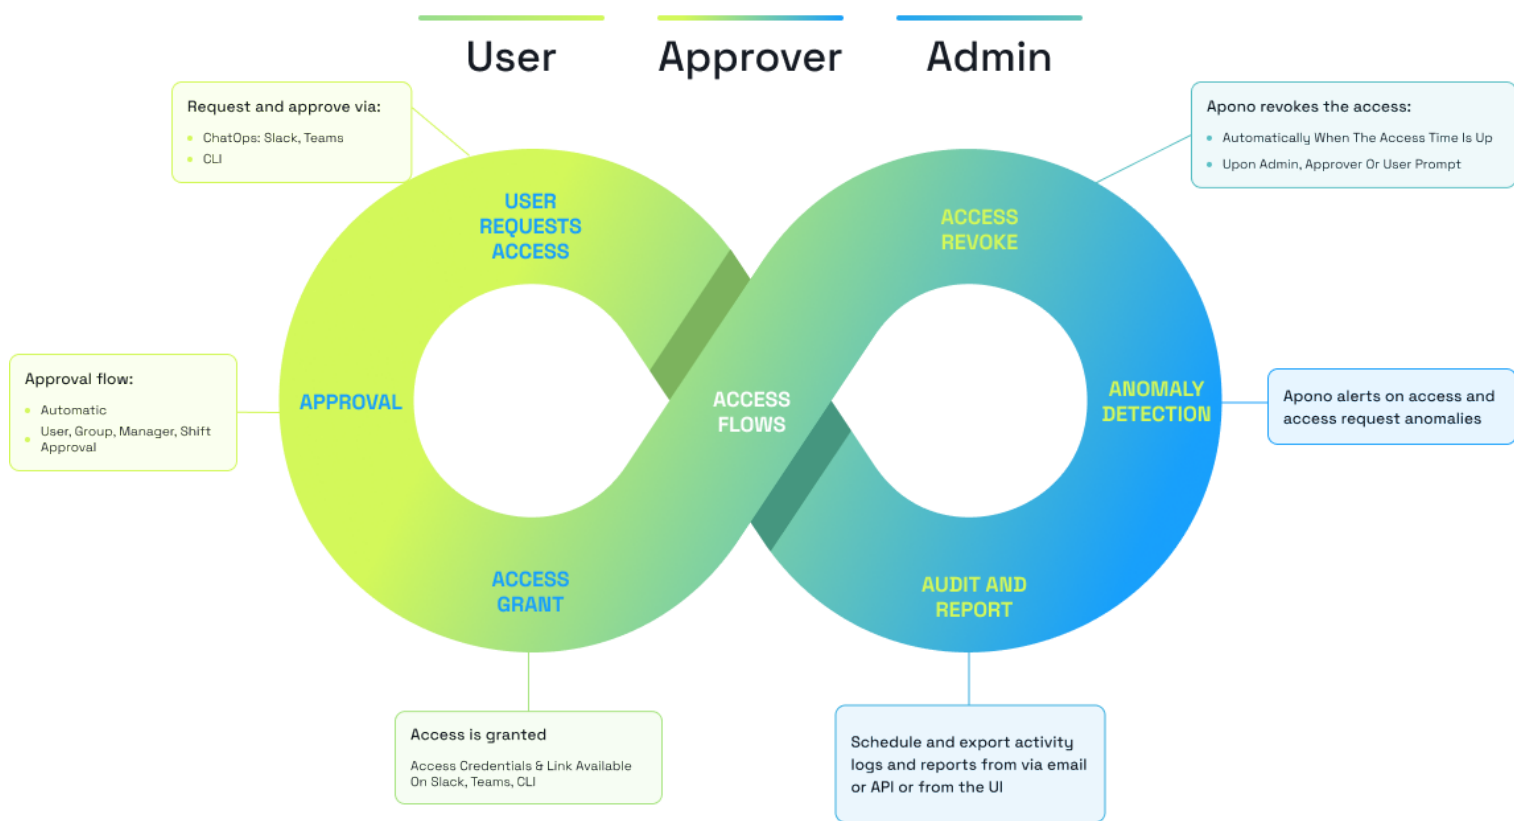 User
Approver
Admin
Request and approve via:
ChatOps: Slack, Teams
CLI
Apono revokes the access:
Automatically When The Access Time Is Up
Upon Admin, Approver Or User Prompt
USER
REQUESTS
ACCESS
ACCESS
REVOKE
Approval flow:
Automatic
User, Group, Manager, Shift
Approval
APPROVAL
ACCESS
FLOWS
ANOMALY
DETECTION
Apono alerts on access and
access request anomalies
ACCESS
GRANT
AUDIT AND
REPORT
Access is granted
Access Credentials & Link Available
On Slack, Teams, CLI
Schedule and export activity
logs and reports from via email
or API or from the UI